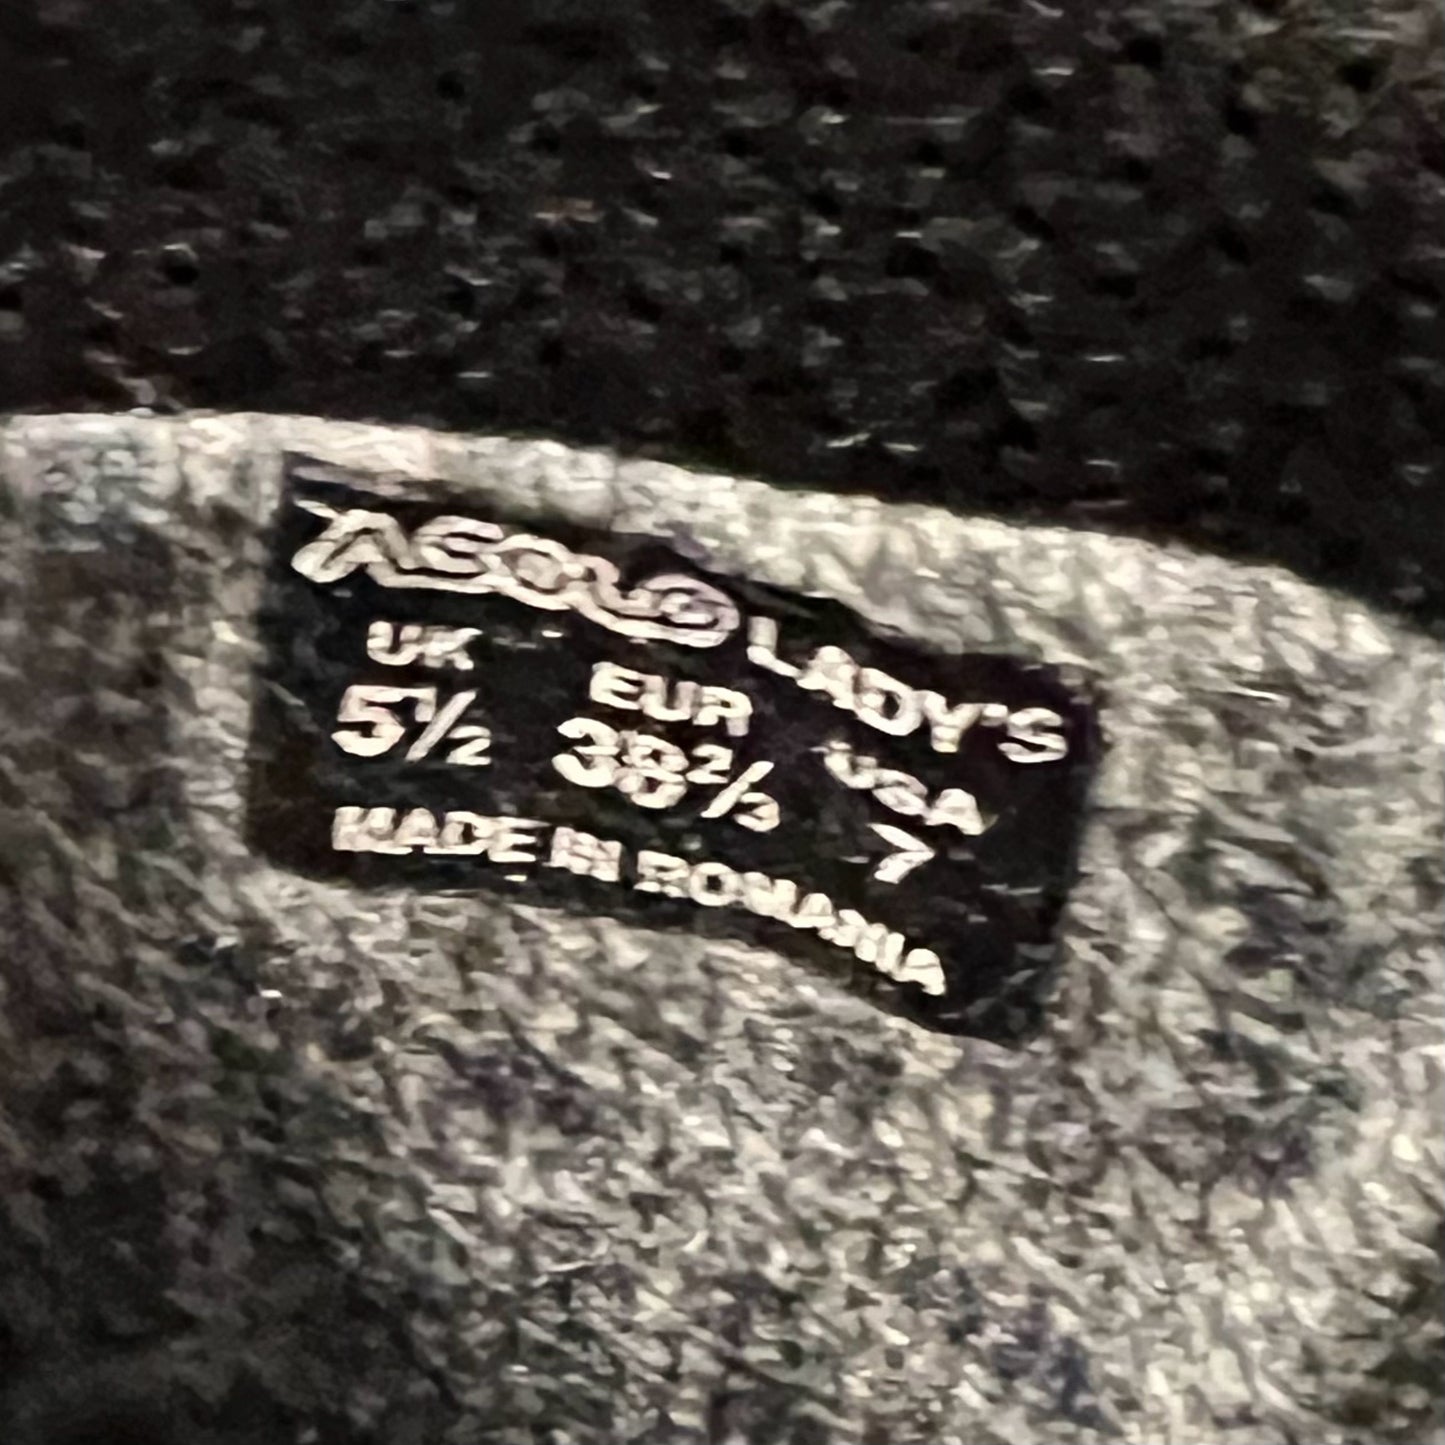 ASOLO LADY'S
UK EUR USA
5½ 38⅔ 7
MADE IN ROMANIA